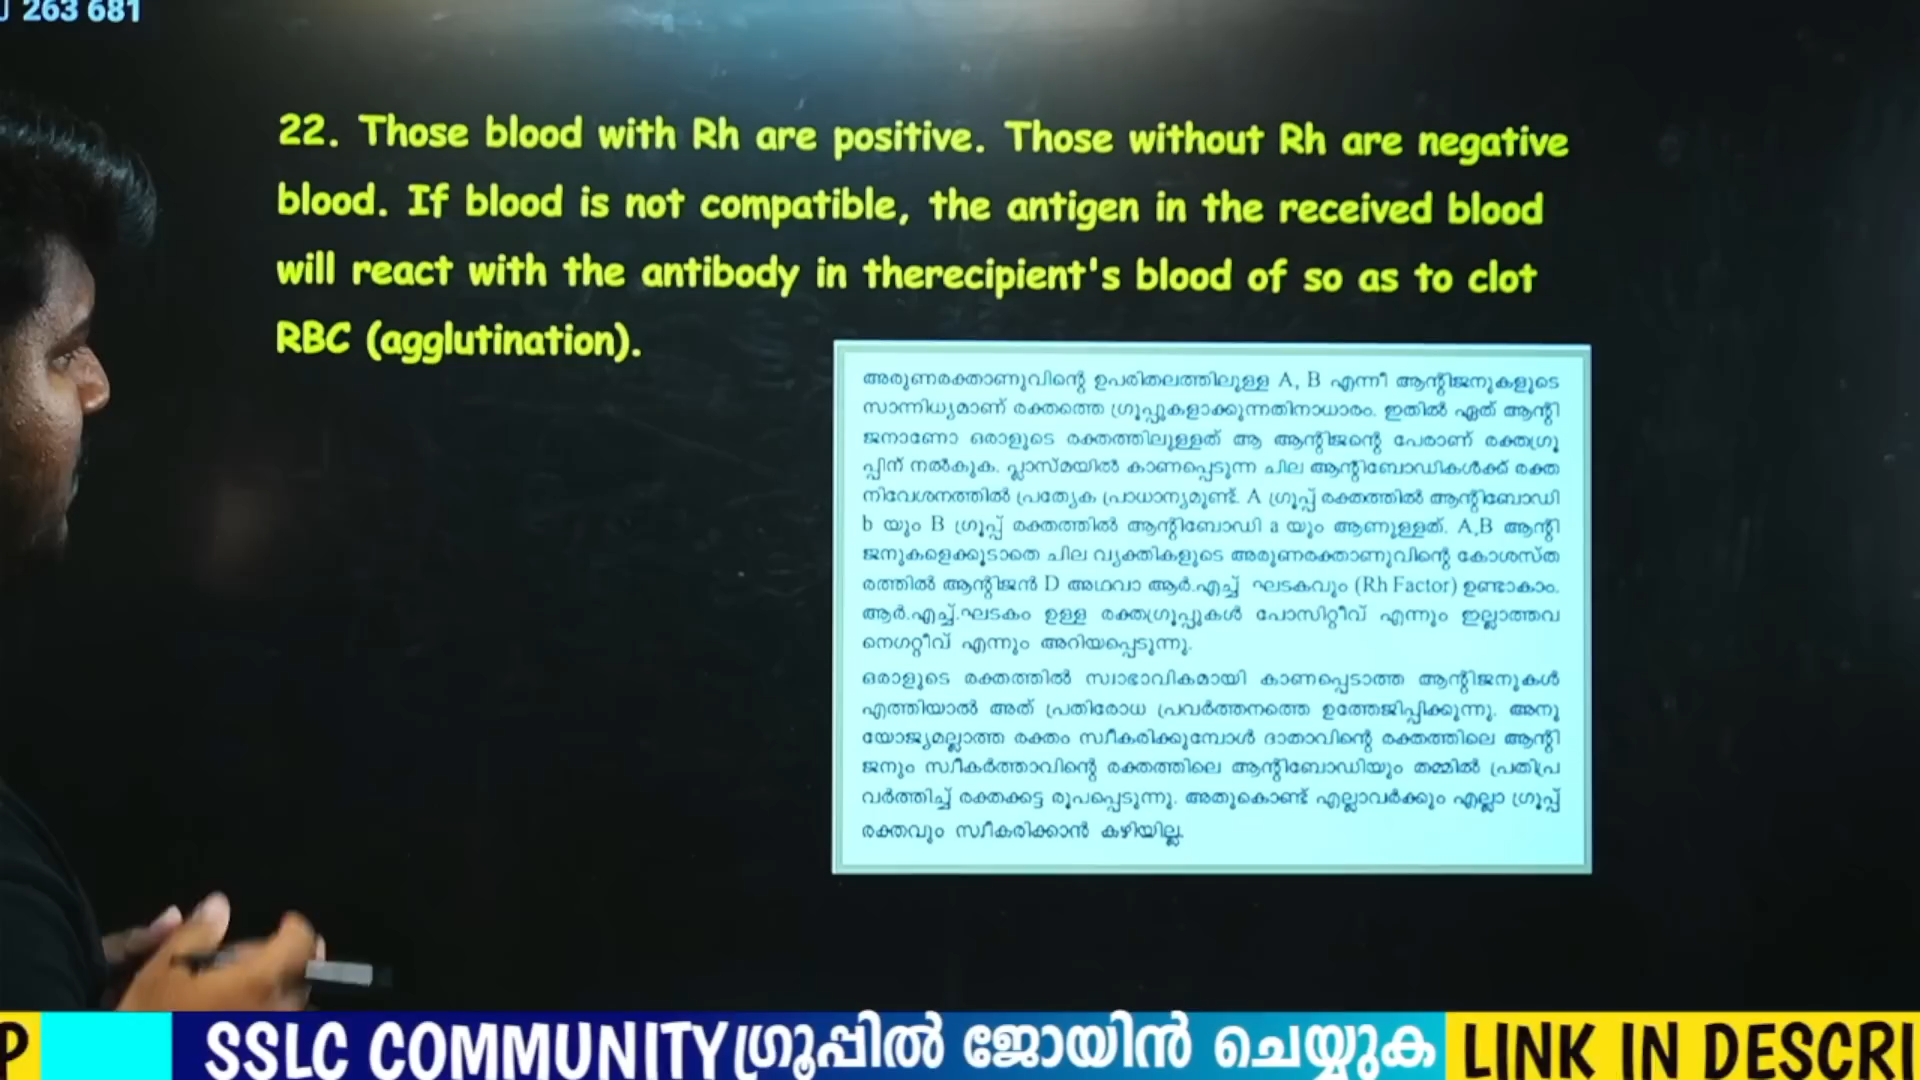 263 681
22. Those blood with Rh are positive. Those without Rh are negative
blood. If blood is not compatible, the antigen in the received blood
will react with the antibody in therecipient's blood of so as to clot
RBC (agglutination).
അരുണരക്താണുവിന്റെ ഉപരിതലത്തിലുള്ള A, B എന്നീ ആന്റിജനുകളുടെ
സാന്നിധ്യമാണ് രക്തത്തെ ഗ്രൂപ്പുകളാക്കുന്നതിനാധാരം. ഇതിൽ ഏത് ആന്റി
ജനാണോ ഒരാളുടെ രക്തത്തിലുള്ളത് ആ ആന്റിജന്റെ പേരാണ് രക്തഗ്രൂ
പ്പിന് നൽകുക. പ്ലാസ്മയിൽ കാണപ്പെടുന്ന ചില ആന്റിബോഡികൾക്ക് രക്ത
നിവേശനത്തിൽ പ്രത്യേക പ്രാധാന്യമുണ്ട്. A ഗ്രൂപ്പ് രക്തത്തിൽ ആന്റിബോഡി
b യും B ഗ്രൂപ്പ് രക്തത്തിൽ ആന്റിബോഡി a യും ആണുള്ളത്. A,B ആന്റി
ജനുകളെക്കൂടാതെ ചില വ്യക്തികളുടെ അരുണരക്താണുവിന്റെ കോശസ്ത
രത്തിൽ ആന്റിജൻ D അഥവാ ആർ.എച്ച് ഘടകവും (Rh Factor) ഉണ്ടാകാം.
ആർ.എച്ച്.ഘടകം ഉള്ള രക്തഗ്രൂപ്പുകൾ പോസിറ്റീവ് എന്നും ഇല്ലാത്തവ
നെഗറ്റീവ് എന്നും അറിയപ്പെടുന്നു.
ഒരാളുടെ രക്തത്തിൽ സ്വാഭാവികമായി കാണപ്പെടാത്ത ആന്റിജനുകൾ
എത്തിയാൽ അത് പ്രതിരോധ പ്രവർത്തനത്തെ ഉത്തേജിപ്പിക്കുന്നു. അനു
യോജ്യമല്ലാത്ത രക്തം സ്വീകരിക്കുമ്പോൾ ദാതാവിന്റെ രക്തത്തിലെ ആന്റി
ജനും സ്വീകർത്താവിന്റെ രക്തത്തിലെ ആന്റിബോഡിയും തമ്മിൽ പ്രതിപ്ര
വർത്തിച്ച് രക്തക്കട്ട രൂപപ്പെടുന്നു. അതുകൊണ്ട് എല്ലാവർക്കും എല്ലാ ഗ്രൂപ്പ്
രക്തവും സ്വീകരിക്കാൻ കഴിയില്ല.
P SSLC COMMUNITY ഗ്രൂപ്പിൽ ജോയിൻ ചെയ്യുക LINK IN DESCRI